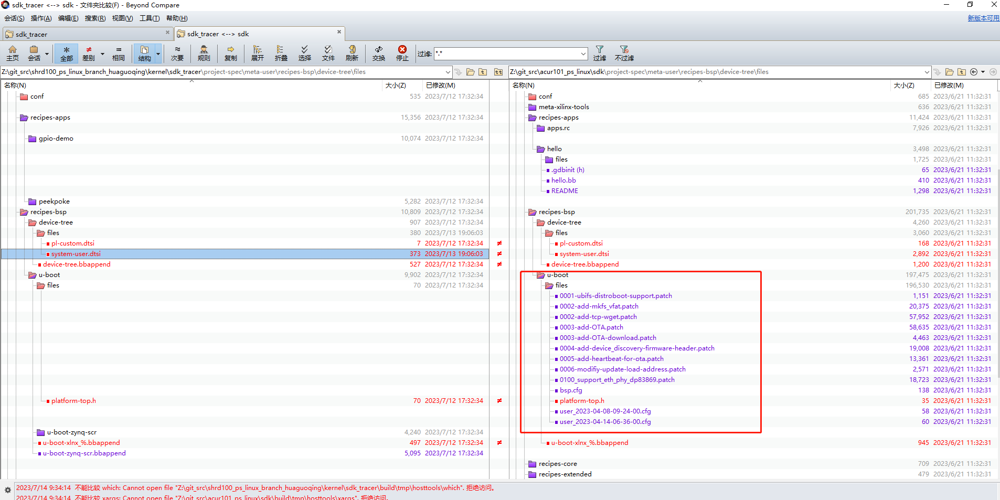 sdk_tracer <--> sdk - 文件夹比较(F) - Beyond Compare
会话(S) 操作(A) 编辑(E) 搜索(R) 视图(V) 工具(T) 帮助(H) 新版本可用
sdk_tracer sdk_tracer <--> sdk
主页 会话 全部 差别 相同 结构 次要 规则 复制 展开 折叠 选择 文件 刷新 交换 停止 过滤: *.* 过滤 不过滤
Z:\git_src\shrd100_ps_linux_branch_huaguoqing\kernel\sdk_tracer\project-spec\meta-user\recipes-bsp\device-tree\files Z:\git_src\acur101_ps_linux\sdk\project-spec\meta-user\recipes-bsp\device-tree\files
名称(N) 大小(Z) 已修改(M) 名称(N) 大小(Z) 已修改(M)
conf 535 2023/7/12 17:32:34 conf 685 2023/6/21 11:32:31
meta-xilinx-tools 636 2023/6/21 11:32:31
recipes-apps 15,356 2023/7/12 17:32:34 recipes-apps 11,424 2023/6/21 11:32:31
apps.rc 7,926 2023/6/21 11:32:31
gpio-demo 10,074 2023/7/12 17:32:34
hello 3,498 2023/6/21 11:32:31
files 1,725 2023/6/21 11:32:31
.gdbinit (h) 65 2023/6/21 11:32:31
hello.bb 410 2023/6/21 11:32:31
README 1,298 2023/6/21 11:32:31
peekpoke 5,282 2023/7/12 17:32:34
recipes-bsp 10,809 2023/7/12 17:32:34 recipes-bsp 201,735 2023/6/21 11:32:31
device-tree 907 2023/7/12 17:32:34 device-tree 4,260 2023/6/21 11:32:31
files 380 2023/7/13 19:06:03 files 3,060 2023/6/21 11:32:31
pl-custom.dtsi 7 2023/7/12 17:32:34 ≠ pl-custom.dtsi 168 2023/6/21 11:32:31
system-user.dtsi 373 2023/7/13 19:06:03 ≠ system-user.dtsi 2,892 2023/6/21 11:32:31
device-tree.bbappend 527 2023/7/12 17:32:34 ≠ device-tree.bbappend 1,200 2023/6/21 11:32:31
u-boot 9,902 2023/7/12 17:32:34 u-boot 197,475 2023/6/21 11:32:31
files 70 2023/7/12 17:32:34 files 196,530 2023/6/21 11:32:31
0001-ubifs-distroboot-support.patch 1,151 2023/6/21 11:32:31
0002-add-mkfs_vfat.patch 20,375 2023/6/21 11:32:31
0002-add-tcp-wget.patch 57,952 2023/6/21 11:32:31
0003-add-OTA.patch 58,635 2023/6/21 11:32:31
0003-add-OTA-download.patch 4,463 2023/6/21 11:32:31
0004-add-device_discovery-firmware-header.patch 19,008 2023/6/21 11:32:31
0005-add-heartbeat-for-ota.patch 13,361 2023/6/21 11:32:31
0006-modifiy-update-load-address.patch 2,571 2023/6/21 11:32:31
0100_support_eth_phy_dp83869.patch 18,723 2023/6/21 11:32:31
bsp.cfg 138 2023/6/21 11:32:31
platform-top.h 70 2023/7/12 17:32:34 ≠ platform-top.h 35 2023/6/21 11:32:31
user_2023-04-08-09-24-00.cfg 58 2023/6/21 11:32:31
user_2023-04-14-06-36-00.cfg 60 2023/6/21 11:32:31
u-boot-zynq-scr 4,240 2023/7/12 17:32:34
u-boot-xlnx_%.bbappend 497 2023/7/12 17:32:34 ≠ u-boot-xlnx_%.bbappend 945 2023/6/21 11:32:31
u-boot-zynq-scr.bbappend 5,095 2023/7/12 17:32:34
recipes-core 709 2023/6/21 11:32:31
recipes-extended 479 2023/6/21 11:32:31
2023/7/14 9:34:14 不能比较 which: Cannot open file "Z:\git_src\shrd100_ps_linux_branch_huaguoqing\kernel\sdk_tracer\build\tmp\hosttools\which". 拒绝访问。
2023/7/14 9:34:14 不能比较 xargs: Cannot open file "Z:\git_src\acur101_ps_linux\sdk\build\tmp\hosttools\xargs". 拒绝访问。